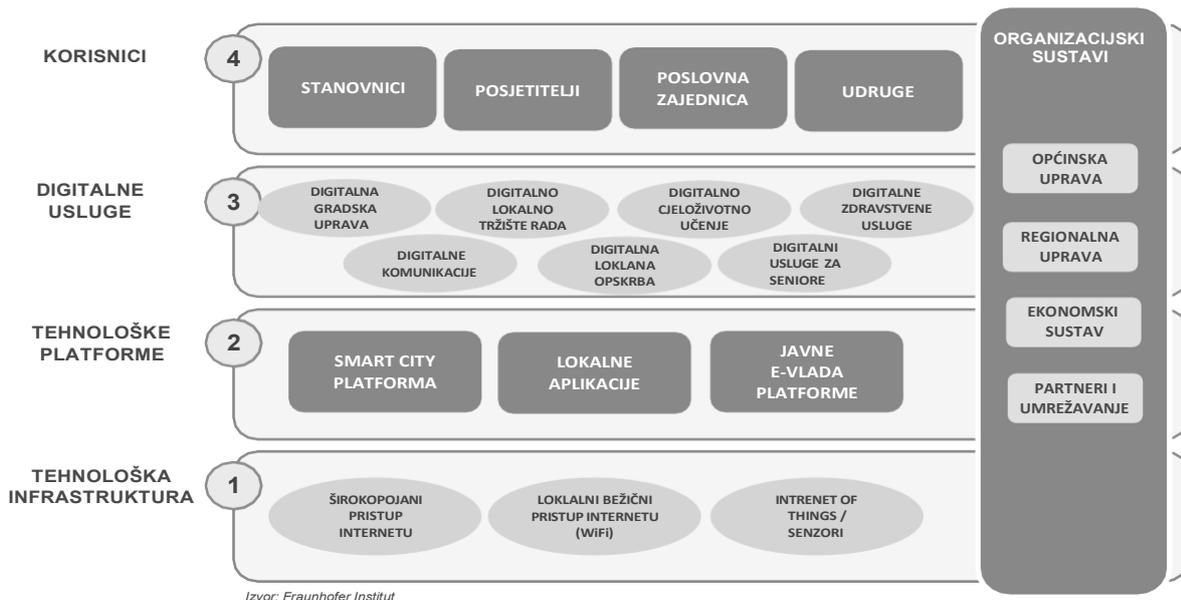 KORISNICI
4
STANOVNICI
POSJETITELJI
POSLOVNA
ZAJEDNICA
UDRUGE
DIGITALNE
USLUGE
3
DIGITALNA
GRADSKA
UPRAVA
DIGITALNO
LOKALNO
TRŽIŠTE RADA
DIGITALNO
CJELOŽIVOTNO
UČENJE
DIGITALNE
ZDRAVSTVENE
USLUGE
DIGITALNE
KOMUNIKACIJE
DIGITALNA
LOKLANA
OPSKRBA
DIGITALNI
USLUGE ZA
SENIORE
TEHNOLOŠKE
PLATFORME
2
SMART CITY
PLATFORMA
LOKALNE
APLIKACIJE
JAVNE
E-VLADA
PLATFORME
TEHNOLOŠKA
INFRASTRUKTURA
1
ŠIROKOPOJANI
PRISTUP
INTERNETU
LOKLALNI BEŽIČNI
PRISTUP INTERNETU
(WiFi)
INTRENET OF
THINGS /
SENZORI
ORGANIZACIJSKI
SUSTAVI
OPĆINSKA
UPRAVA
REGIONALNA
UPRAVA
EKONOMSKI
SUSTAV
PARTNERI I
UMREŽAVANJE
Izvor: Fraunhofer Institut